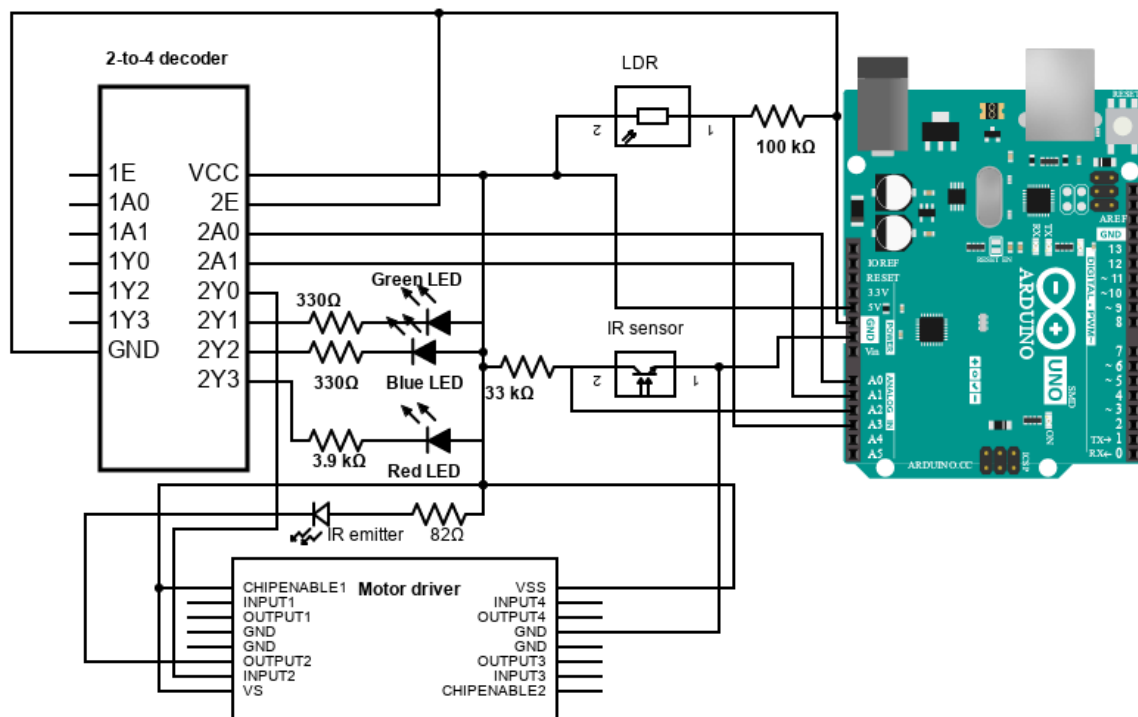 2-to-4 decoder
1E
1A0
1A1
1Y0
1Y2
1Y3
GND
VCC
2E
2A0
2A1
2Y0
2Y1
2Y2
2Y3
330Ω
Green LED
330Ω
Blue LED
3.9 kΩ
Red LED
LDR
2
1
100 kΩ
IR sensor
2
1
33 kΩ
IR emitter
82Ω
Motor driver
CHIPENABLE1
INPUT1
OUTPUT1
GND
GND
OUTPUT2
INPUT2
VS
VSS
INPUT4
OUTPUT4
GND
GND
OUTPUT3
INPUT3
CHIPENABLE2
RESET
IOREF
RESET
3.3V
5V
GND
Vin
POWER
A0
A1
A2
A3
A4
A5
ANALOG IN
RESET EN
RX
TX
ARDUINO
UNO
SMD
ON
ICSP
ARDUINO.CC
AREF
GND
13
12
~ 11
~ 10
~ 9
8
7
~ 6
~ 5
4
~ 3
2
TX→ 1
RX← 0
DIGITAL - PWM~